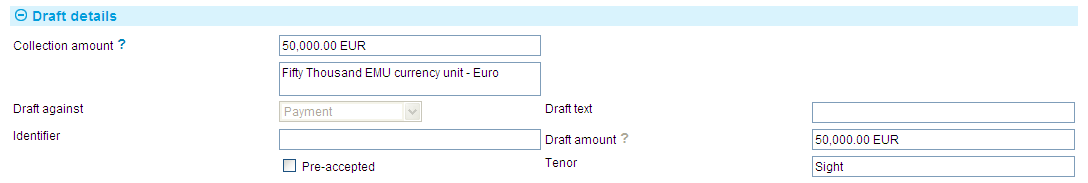 Draft details
Collection amount ? 50,000.00 EUR
Fifty Thousand EMU currency unit - Euro
Draft against Payment Draft text
Identifier Draft amount ? 50,000.00 EUR
Pre-accepted Tenor Sight